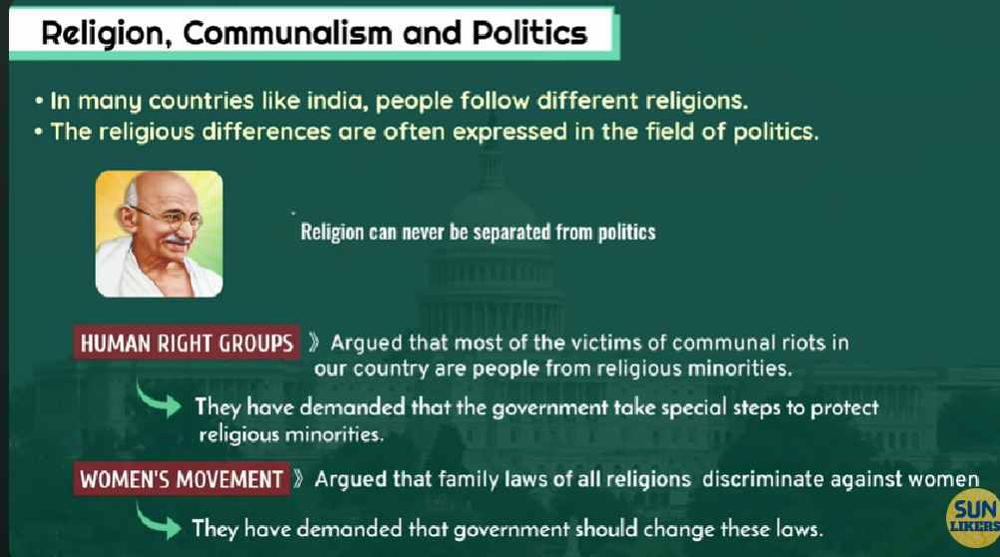 Religion, Communalism and Politics
• In many countries like india, people follow different religions.
• The religious differences are often expressed in the field of politics.
Religion can never be separated from politics
HUMAN RIGHT GROUPS 》 Argued that most of the victims of communal riots in
our country are people from religious minorities.
They have demanded that the government take special steps to protect
religious minorities.
WOMEN'S MOVEMENT 》 Argued that family laws of all religions discriminate against women
They have demanded that government should change these laws.
SUN
LIKERS